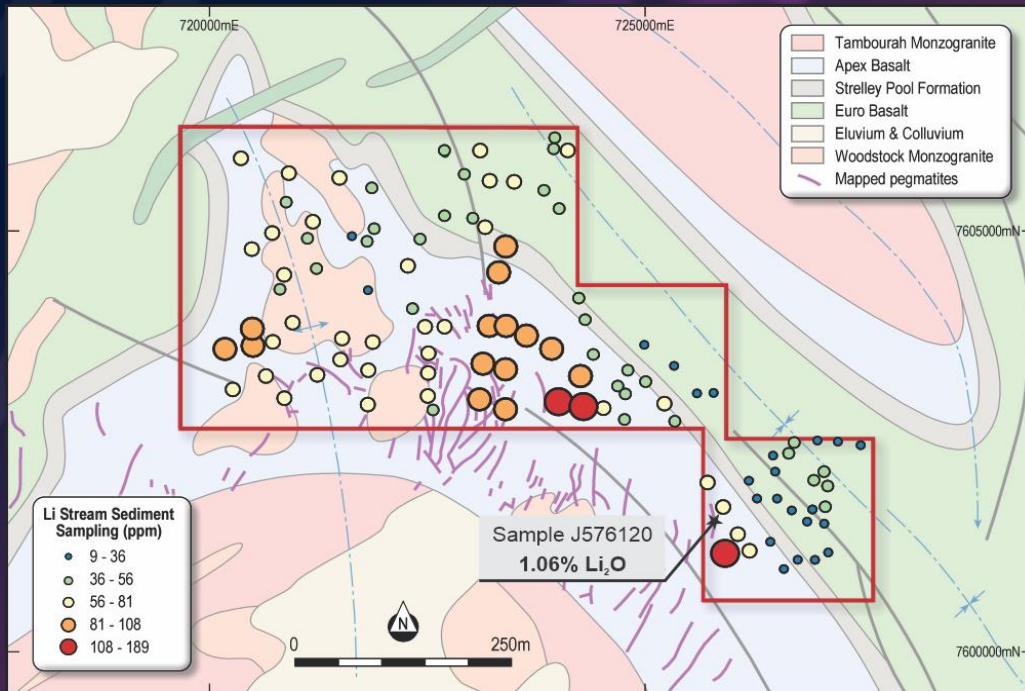 720000mE
725000mE
Tambourah Monzogranite
Apex Basalt
Strelley Pool Formation
Euro Basalt
Eluvium & Colluvium
Woodstock Monzogranite
Mapped pegmatites
7605000mN
Li Stream Sediment
Sampling (ppm)
9 - 36
36 - 56
56 - 81
81 - 108
108 - 189
Sample J576120
1.06% Li₂O
N
0
250m
7600000mN